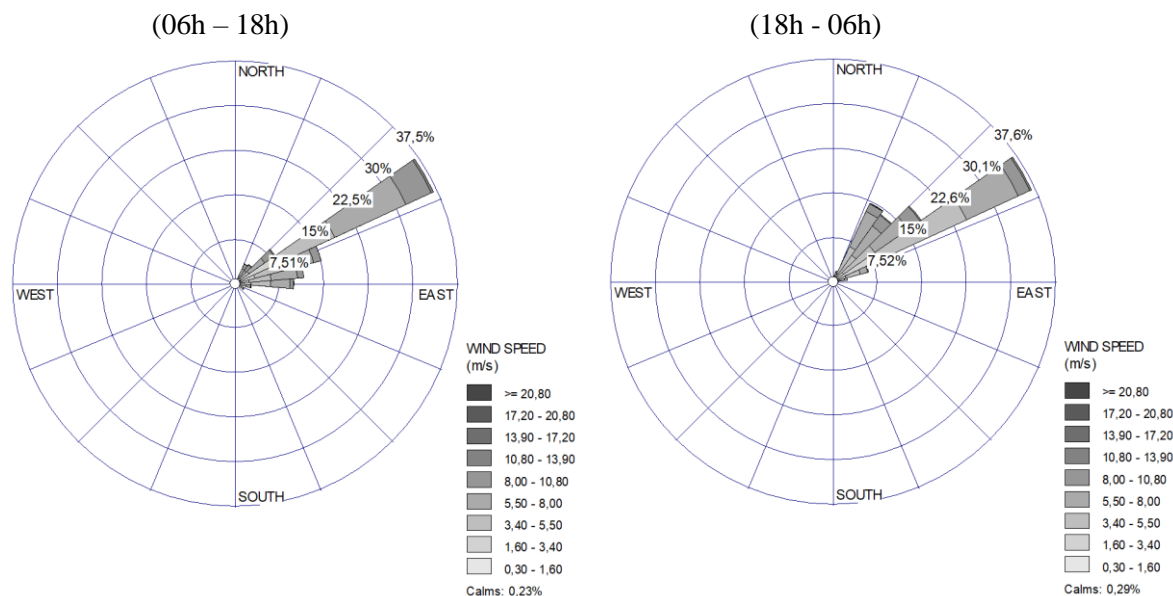 (06h – 18h)
NORTH
37,5%
30%
22,5%
15%
7,51%
WEST
EAST
SOUTH
WIND SPEED
(m/s)
>= 20,80
17,20 - 20,80
13,90 - 17,20
10,80 - 13,90
8,00 - 10,80
5,50 - 8,00
3,40 - 5,50
1,60 - 3,40
0,30 - 1,60
Calms: 0,23%
(18h - 06h)
NORTH
37,6%
30,1%
22,6%
15%
7,52%
WEST
EAST
SOUTH
WIND SPEED
(m/s)
>= 20,80
17,20 - 20,80
13,90 - 17,20
10,80 - 13,90
8,00 - 10,80
5,50 - 8,00
3,40 - 5,50
1,60 - 3,40
0,30 - 1,60
Calms: 0,29%